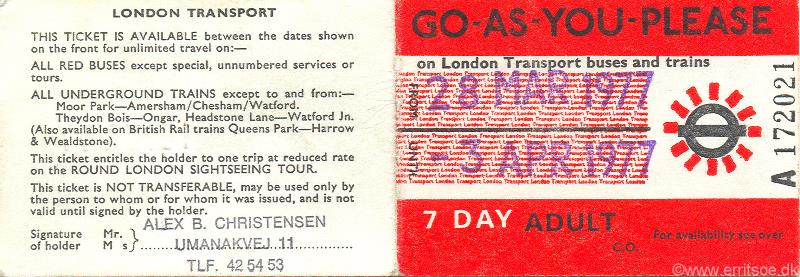 LONDON TRANSPORT
THIS TICKET IS AVAILABLE between the dates shown
on the front for unlimited travel on:—
ALL RED BUSES except special, unnumbered services or
tours.
ALL UNDERGROUND TRAINS except to and from:—
Moor Park—Amersham/Chesham/Watford.
Theydon Bois—Ongar, Headstone Lane—Watford Jn.
(Also available on British Rail trains Queens Park—Harrow
& Wealdstone).
This ticket entitles the holder to one trip at reduced rate
on the ROUND LONDON SIGHTSEEING TOUR.
This ticket is NOT TRANSFERABLE, may be used only by
the person to whom or for whom it was issued, and is not
valid until signed by the holder.
ALEX B. CHRISTENSEN
Signature Mr.
of holder M s
UMANAKVEJ 11
TLF. 42 54 53
GO-AS-YOU-PLEASE
on London Transport buses and trains
FROM 28 MAR 1977
UNTIL - 3 APR 1977
A 172021
7 DAY ADULT
C.O.
For availability see over
©www.erritsoe.dk